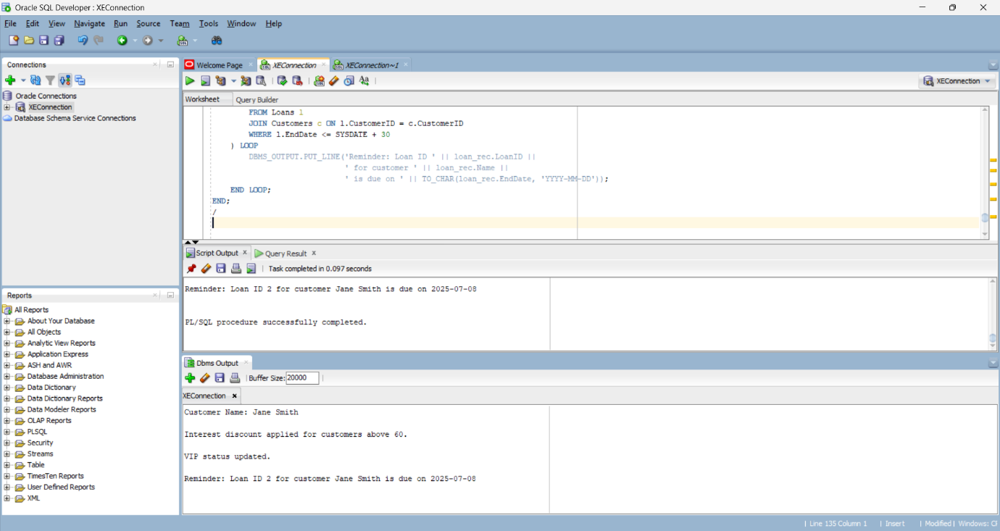 Oracle SQL Developer : XEConnection
File Edit View Navigate Run Source Team Tools Window Help
Connections
Oracle Connections
XEConnection
Database Schema Service Connections
Reports
All Reports
About Your Database
All Objects
Analytic View Reports
Application Express
ASH and AWR
Database Administration
Data Dictionary
Data Dictionary Reports
Data Modeler Reports
OLAP Reports
PLSQL
Security
Streams
Table
TimesTen Reports
User Defined Reports
XML
Welcome Page XEConnection XEConnection~1
XEConnection
Worksheet Query Builder
FROM Loans l
JOIN Customers c ON l.CustomerID = c.CustomerID
WHERE l.EndDate <= SYSDATE + 30
) LOOP
DBMS_OUTPUT.PUT_LINE('Reminder: Loan ID ' || loan_rec.LoanID ||
' for customer ' || loan_rec.Name ||
' is due on ' || TO_CHAR(loan_rec.EndDate, 'YYYY-MM-DD'));
END LOOP;
END;
/
Script Output Query Result
Task completed in 0.097 seconds
Reminder: Loan ID 2 for customer Jane Smith is due on 2025-07-08
PL/SQL procedure successfully completed.
Dbms Output
Buffer Size: 20000
XEConnection
Customer Name: Jane Smith
Interest discount applied for customers above 60.
VIP status updated.
Reminder: Loan ID 2 for customer Jane Smith is due on 2025-07-08
Line 135 Column 1 Insert Modified Windows: